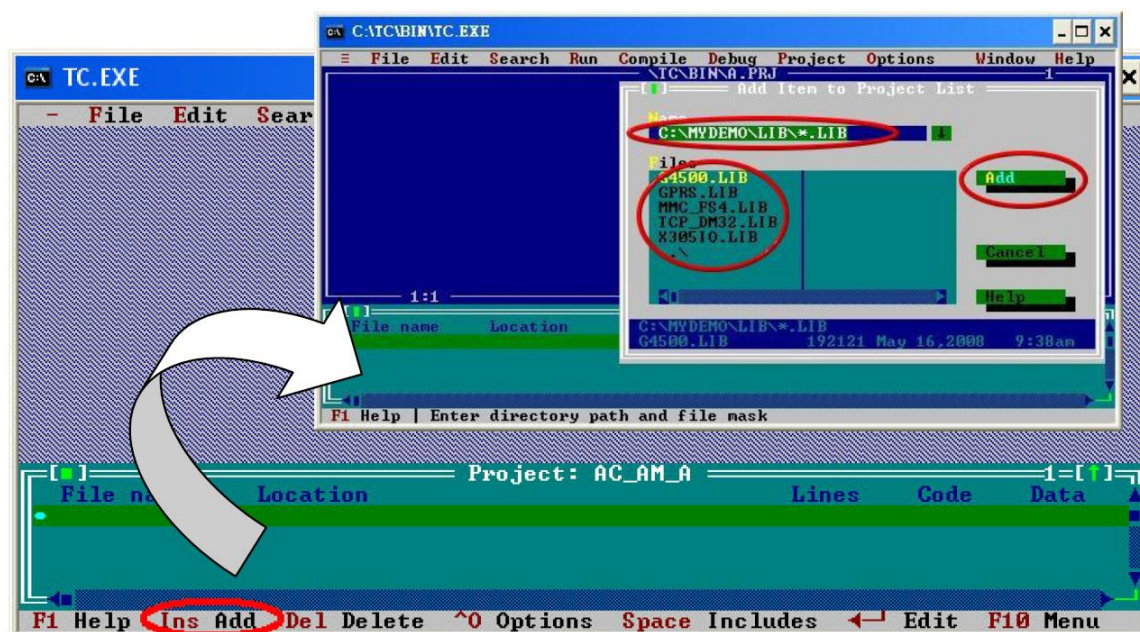 C:\TC\BIN\TC.EXE
≡ File Edit Search Run Compile Debug Project Options Window Help
\TC\BIN\A.PRJ 1
Add Item to Project List
Name
C:\MYDEMO\LIB\*.LIB
Files
G4500.LIB
GPRS.LIB
MMC_FS4.LIB
TCP_DM32.LIB
X305IO.LIB
..\
Add
Cancel
Help
1:1
File name Location
C:\MYDEMO\LIB\*.LIB
G4500.LIB 192121 May 16,2008 9:38am
F1 Help | Enter directory path and file mask
TC.EXE
File Edit Sear
Project: AC_AM_A 1
File na Location Lines Code Data
F1 Help Ins Add Del Delete ^O Options Space Includes ◄─┘ Edit F10 Menu